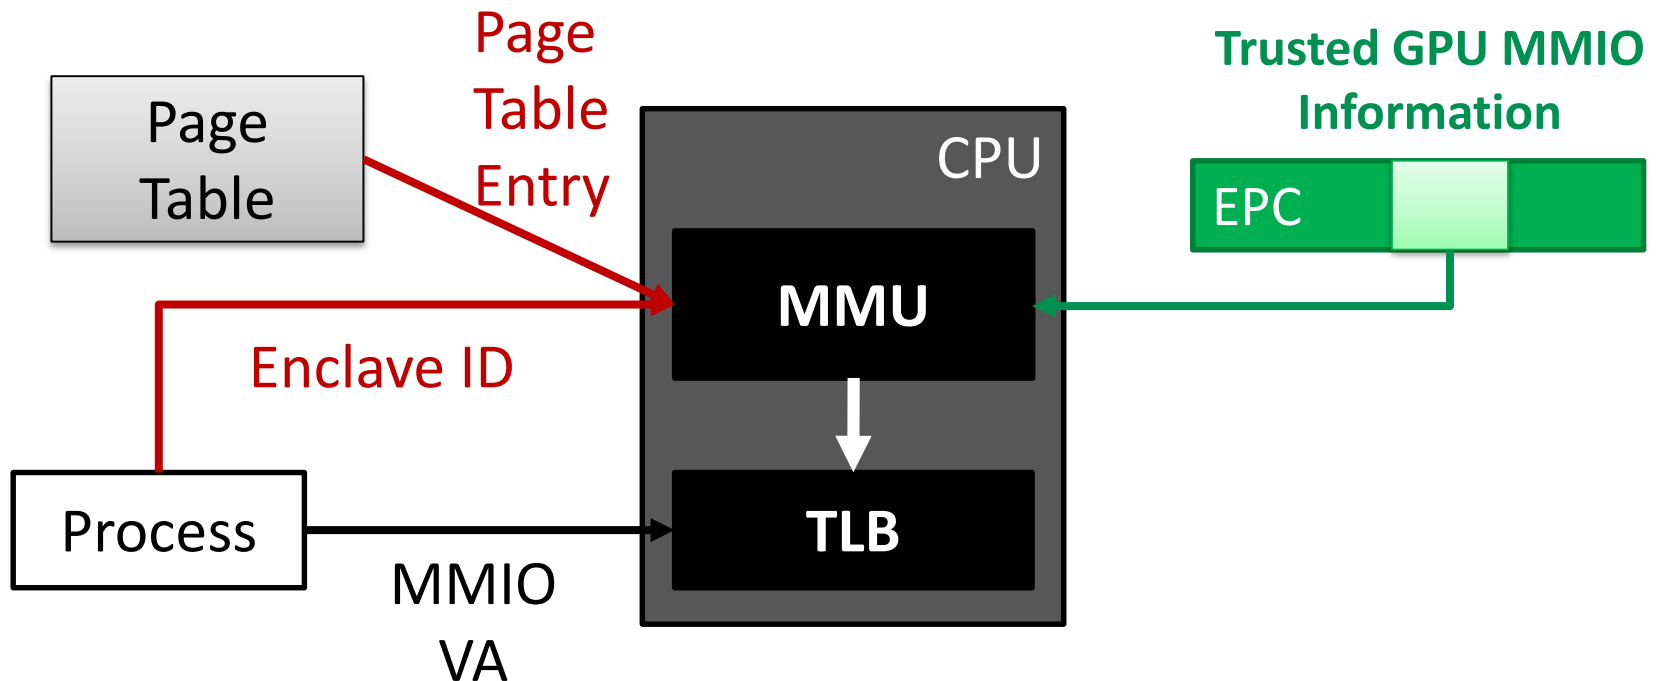 Page
Table
Entry
Trusted GPU MMIO
Information
Page
Table
CPU
EPC
MMU
Enclave ID
Process
TLB
MMIO
VA